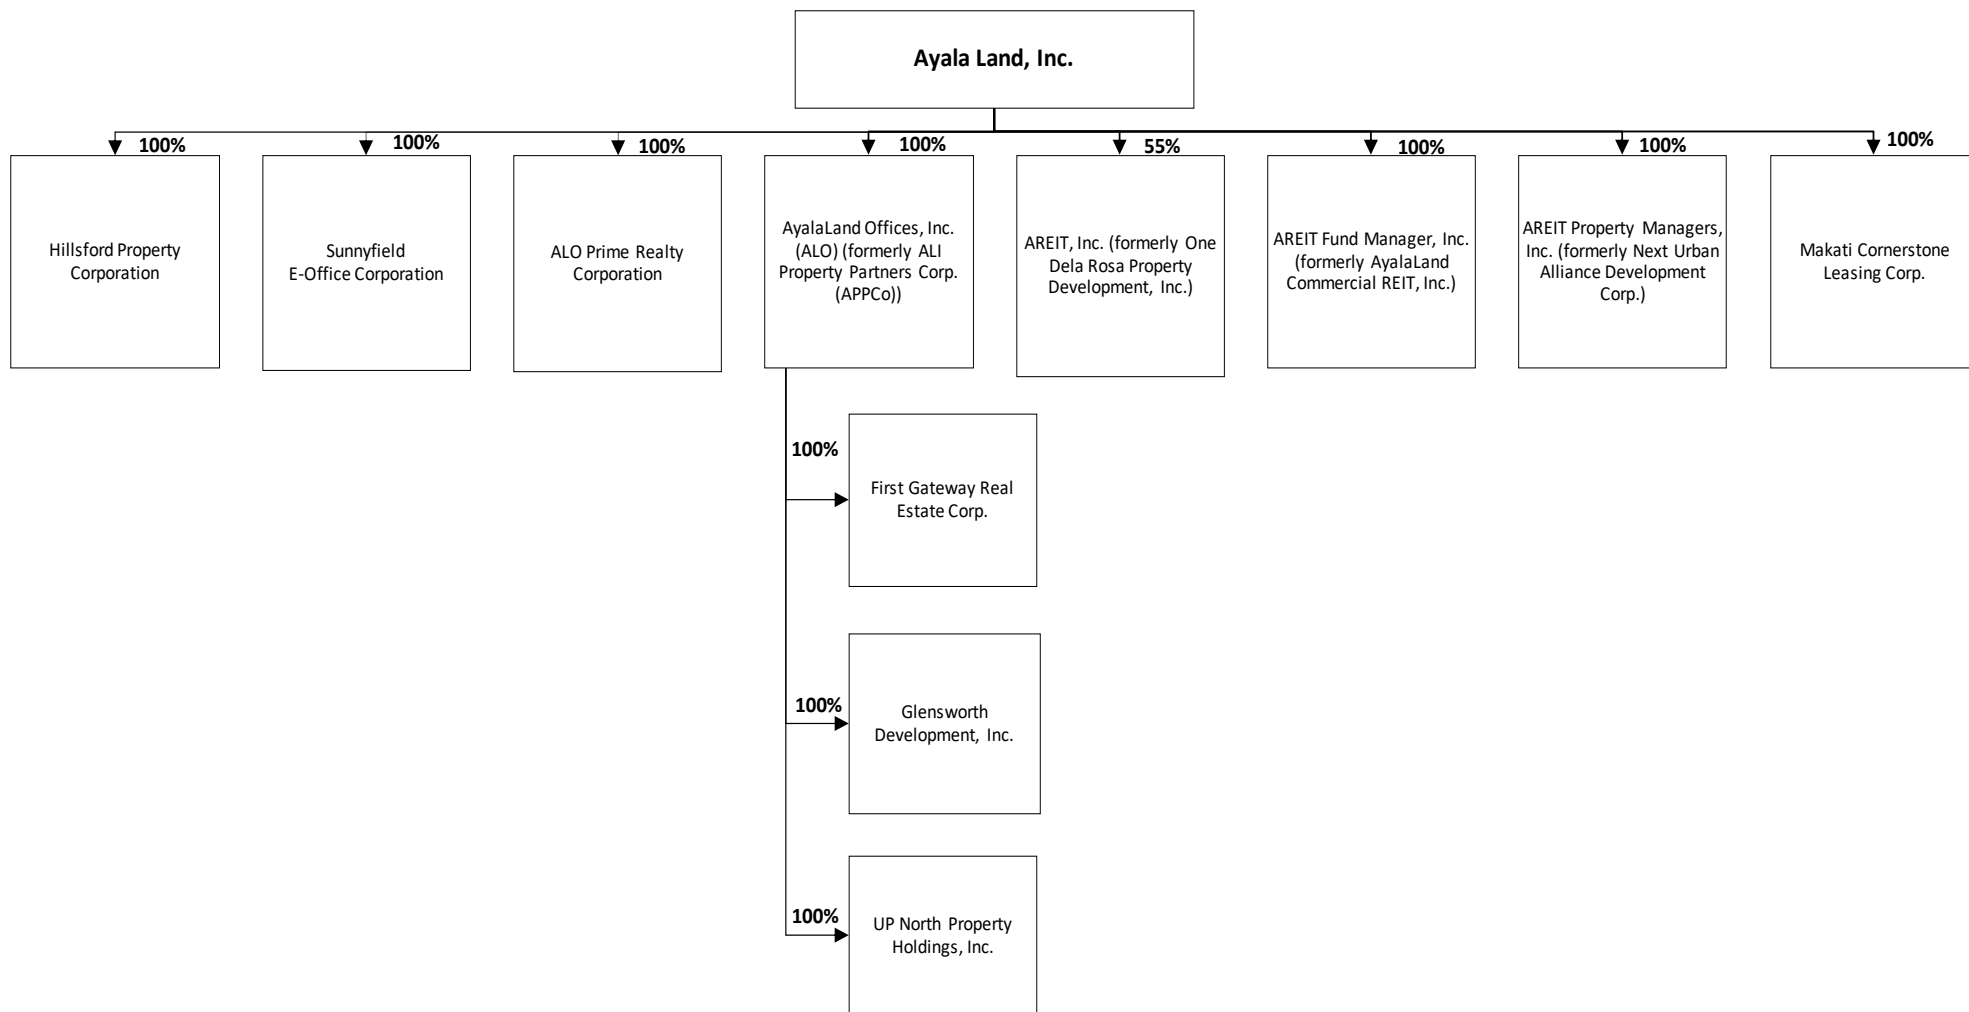 Ayala Land, Inc.
100%
100%
100%
100%
55%
100%
100%
100%
Hillsford Property
Corporation
Sunnyfield
E-Office Corporation
ALO Prime Realty
Corporation
AyalaLand Offices, Inc.
(ALO) (formerly ALI
Property Partners Corp.
(APPCo))
AREIT, Inc. (formerly One
Dela Rosa Property
Development, Inc.)
AREIT Fund Manager, Inc.
(formerly AyalaLand
Commercial REIT, Inc.)
AREIT Property Managers,
Inc. (formerly Next Urban
Alliance Development
Corp.)
Makati Cornerstone
Leasing Corp.
100%
First Gateway Real
Estate Corp.
100%
Glensworth
Development, Inc.
100%
UP North Property
Holdings, Inc.